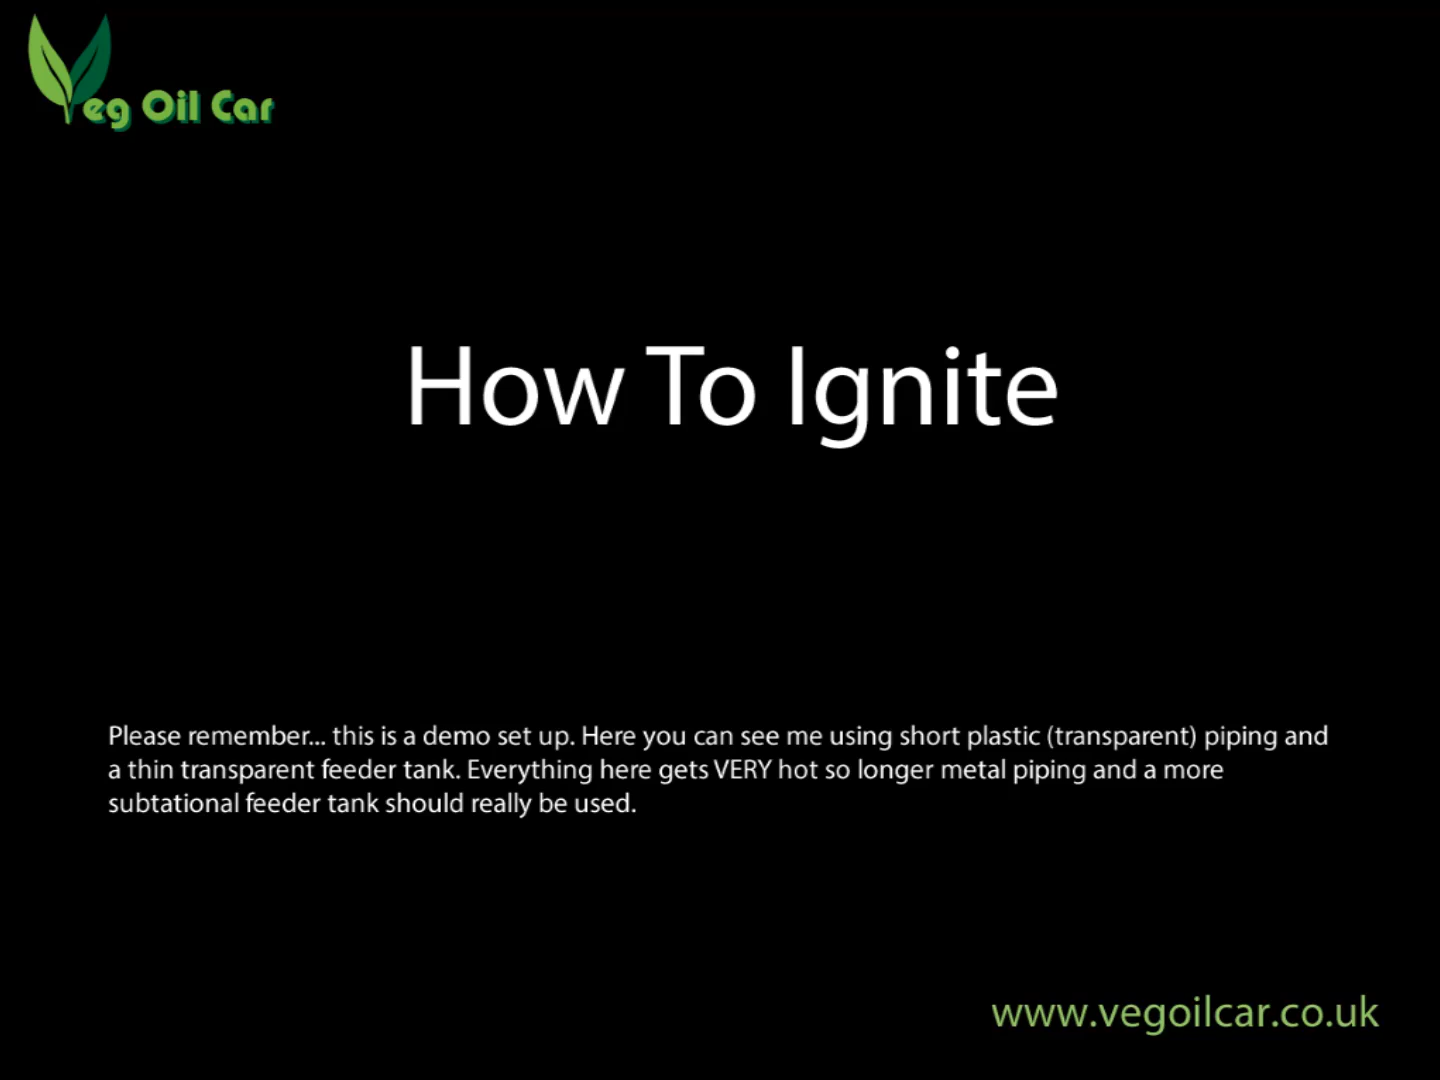 Veg Oil Car
How To Ignite
Please remember... this is a demo set up. Here you can see me using short plastic (transparent) piping and
a thin transparent feeder tank. Everything here gets VERY hot so longer metal piping and a more
subtational feeder tank should really be used.
www.vegoilcar.co.uk